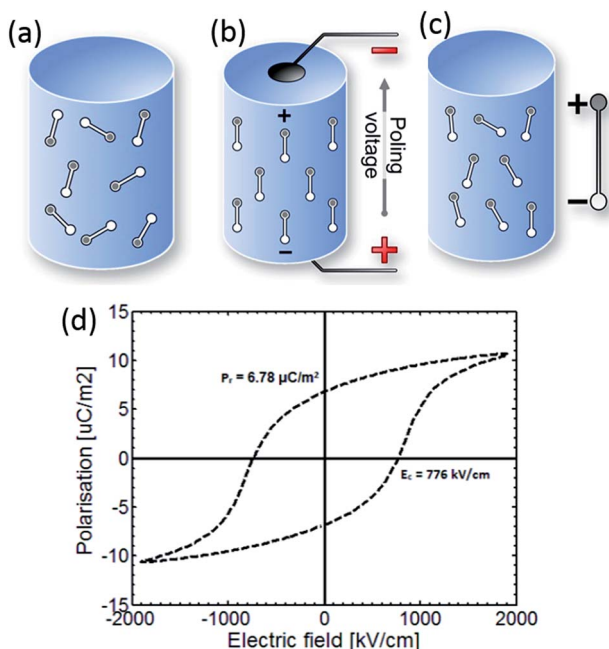 (a)
(b)
(c)
+
−
Poling
voltage
−
+
+
−
(d)
15
10
5
0
-5
-10
-15
Polarisation [uC/m2]
Pᵣ = 6.78 µC/m²
E꜀ = 776 kV/cm
-2000 -1000 0 1000 2000
Electric field [kV/cm]